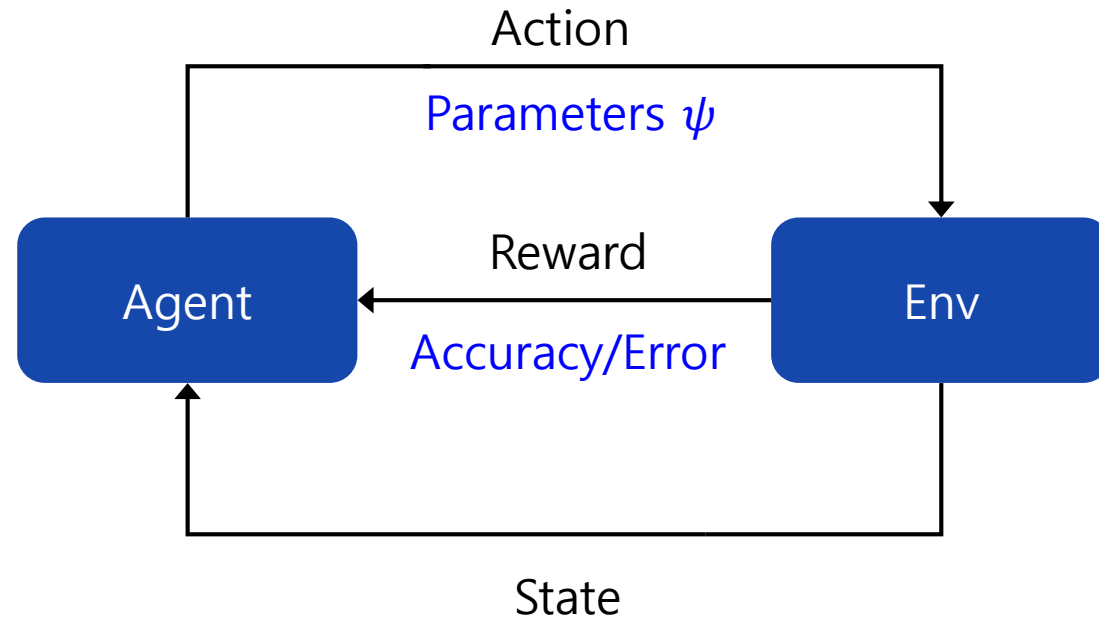 Action
Parameters ψ
Agent
Reward
Env
Accuracy/Error
State